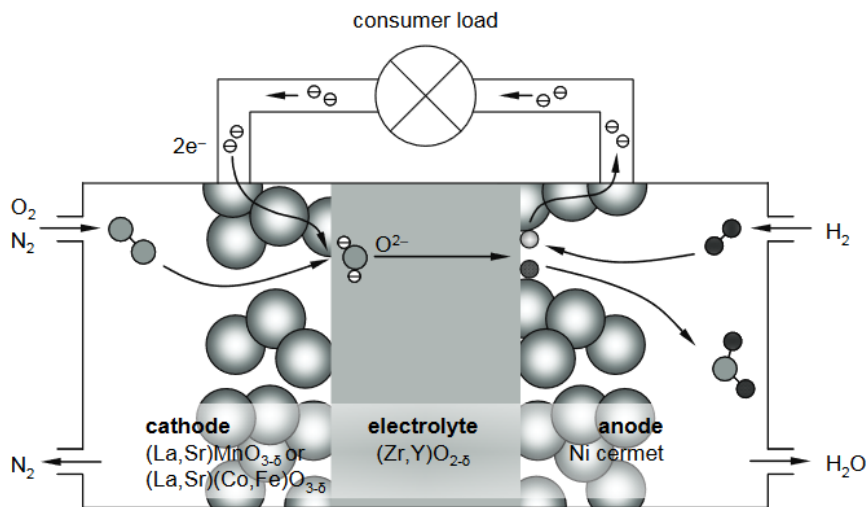 consumer load
2e⁻
O₂
N₂
O²⁻
H₂
cathode
(La,Sr)MnO₃₋δ or
(La,Sr)(Co,Fe)O₃₋δ
electrolyte
(Zr,Y)O₂₋δ
anode
Ni cermet
N₂
H₂O